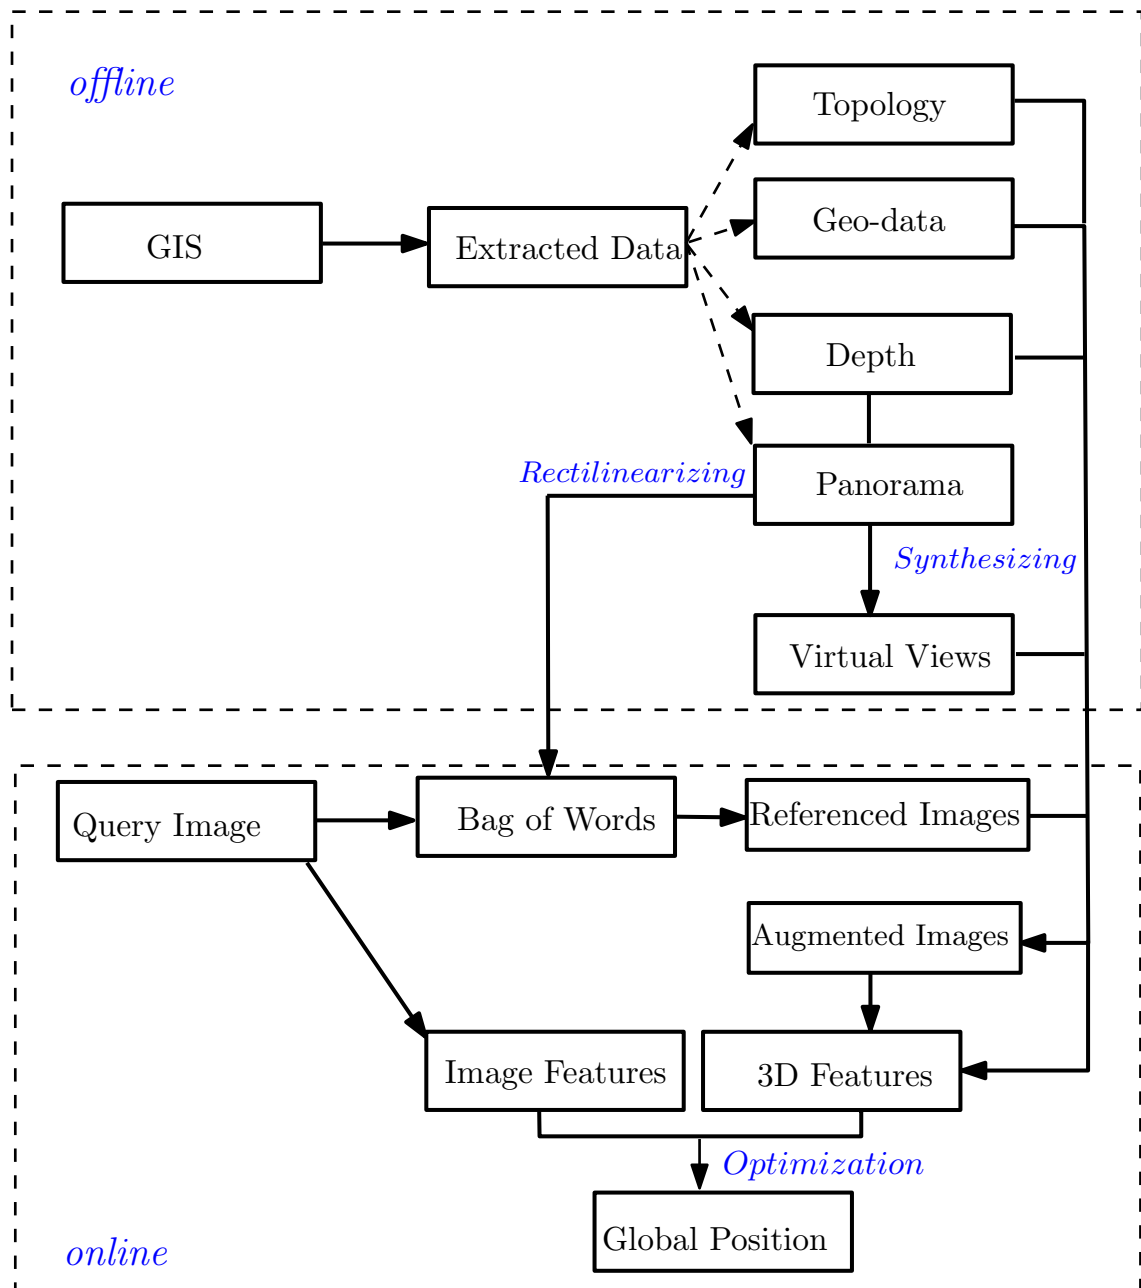 offline
Topology
Geo-data
GIS
Extracted Data
Depth
Rectilinearizing
Panorama
Synthesizing
Virtual Views
Query Image
Bag of Words
Referenced Images
Augmented Images
Image Features
3D Features
Optimization
Global Position
online